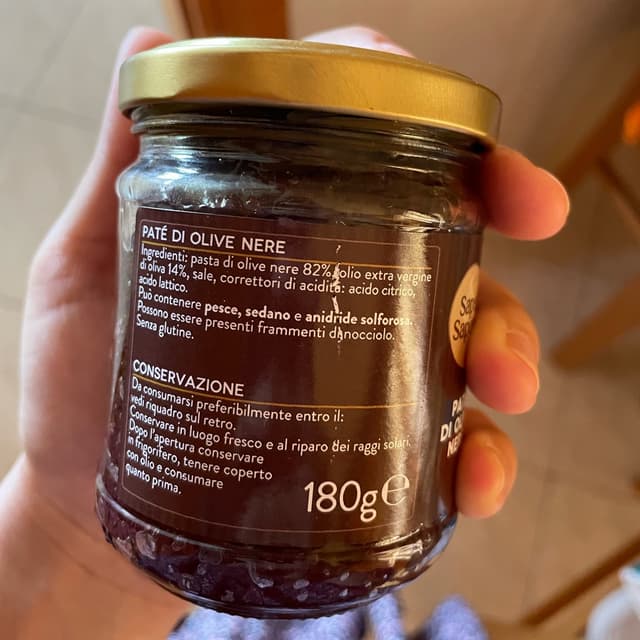 PATÉ DI OLIVE NERE
Ingredienti: pasta di olive nere 82%, olio extra vergine
di oliva 14%, sale, correttori di acidità: acido citrico,
acido lattico.
Può contenere pesce, sedano e anidride solforosa.
Possono essere presenti frammenti di nocciolo.
Senza glutine.
CONSERVAZIONE
Da consumarsi preferibilmente entro il:
vedi riquadro sul retro.
Conservare in luogo fresco e al riparo dei raggi solari.
Dopo l'apertura conservare
in frigorifero, tenere coperto
con olio e consumare
quanto prima.
180g e
DI